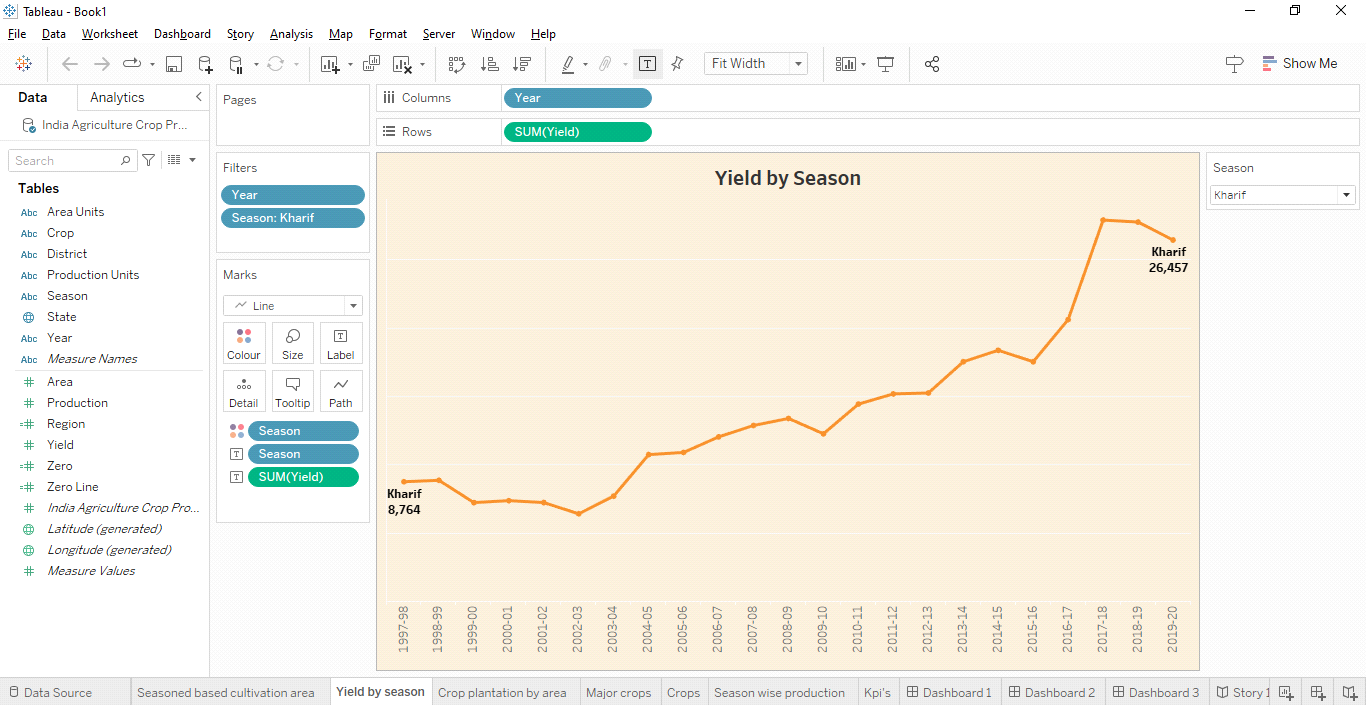 Tableau - Book1
File Data Worksheet Dashboard Story Analysis Map Format Server Window Help
Fit Width
Show Me
Data Analytics
India Agriculture Crop Pr...
Search
Tables
Abc Area Units
Abc Crop
Abc District
Abc Production Units
Abc Season
State
Abc Year
Abc Measure Names
Area
Production
Region
Yield
Zero
Zero Line
India Agriculture Crop Pro...
Latitude (generated)
Longitude (generated)
Measure Values
Pages
Filters
Year
Season: Kharif
Marks
Line
Colour Size Label
Detail Tooltip Path
Season
Season
SUM(Yield)
Columns Year
Rows SUM(Yield)
Yield by Season
Kharif
26,457
Kharif
8,764
1997-98 1998-99 1999-00 2000-01 2001-02 2002-03 2003-04 2004-05 2005-06 2006-07 2007-08 2008-09 2009-10 2010-11 2011-12 2012-13 2013-14 2014-15 2015-16 2016-17 2017-18 2018-19 2019-20
Season
Kharif
Data Source Seasoned based cultivation area Yield by season Crop plantation by area Major crops Crops Season wise production Kpi's Dashboard 1 Dashboard 2 Dashboard 3 Story 1